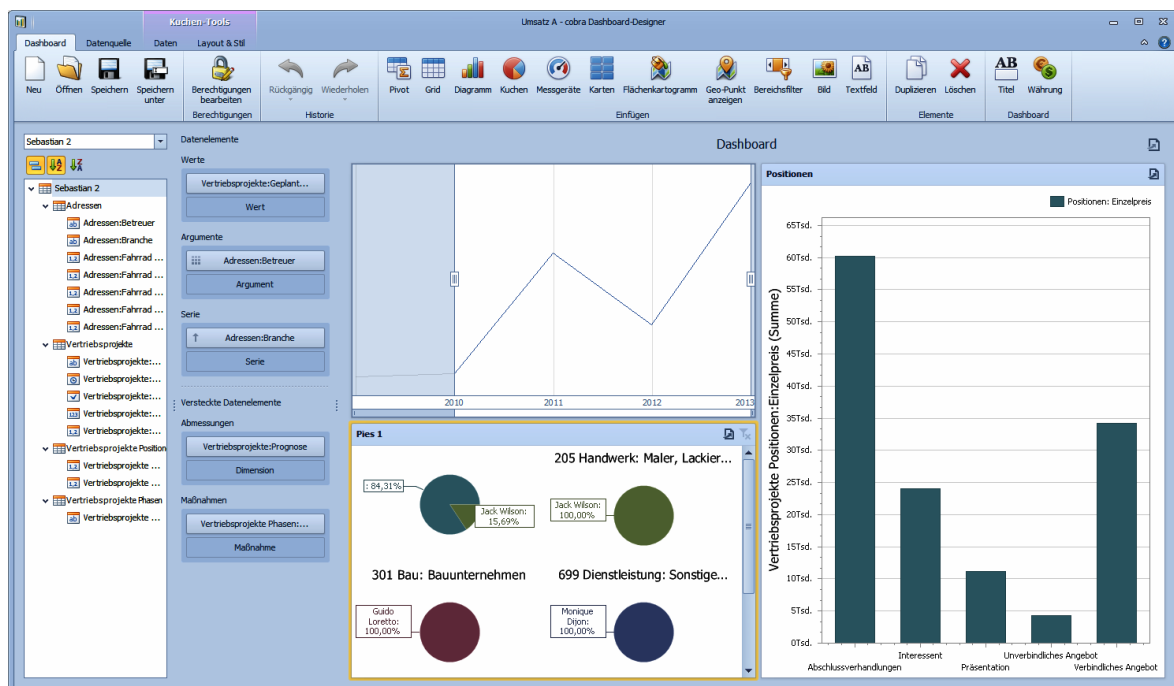 Kuchen-Tools
Umsatz A - cobra Dashboard-Designer
Dashboard
Datenquelle
Daten
Layout & Stil
Neu
Öffnen
Speichern
Speichern
unter
Berechtigungen
bearbeiten
Rückgängig
Wiederholen
Pivot
Grid
Diagramm
Kuchen
Messgeräte
Karten
Flächenkartogramm
Geo-Punkt
anzeigen
Bereichsfilter
Bild
AB
Textfeld
Duplizieren
Löschen
AB
Titel
Währung
Berechtigungen
Historie
Einfügen
Elemente
Dashboard
Sebastian 2
Sebastian 2
Adressen
Adressen:Betreuer
Adressen:Branche
Adressen:Fahrrad ...
Adressen:Fahrrad ...
Adressen:Fahrrad ...
Adressen:Fahrrad ...
Adressen:Fahrrad ...
Vertriebsprojekte
Vertriebsprojekte:...
Vertriebsprojekte:...
Vertriebsprojekte:...
Vertriebsprojekte:...
Vertriebsprojekte:...
Vertriebsprojekte Position
Vertriebsprojekte ...
Vertriebsprojekte ...
Vertriebsprojekte Phasen
Vertriebsprojekte ...
Datenelemente
Werte
Vertriebsprojekte:Geplant...
Wert
Argumente
Adressen:Betreuer
Argument
Serie
Adressen:Branche
Serie
Versteckte Datenelemente
Abmessungen
Vertriebsprojekte:Prognose
Dimension
Maßnahmen
Vertriebsprojekte Phasen:...
Maßnahme
Dashboard
2010
2011
2012
2013
Pies 1
: 84,31%
Jack Wilson:
15,69%
205 Handwerk: Maler, Lackier...
Jack Wilson:
100,00%
301 Bau: Bauunternehmen
Guido
Loretto:
100,00%
699 Dienstleistung: Sonstige...
Monique
Dijon:
100,00%
Positionen
Positionen: Einzelpreis
Vertriebsprojekte Positionen:Einzelpreis (Summe)
65Tsd.
60Tsd.
55Tsd.
50Tsd.
45Tsd.
40Tsd.
35Tsd.
30Tsd.
25Tsd.
20Tsd.
15Tsd.
10Tsd.
5Tsd.
0Tsd.
Abschlussverhandlungen
Interessent
Präsentation
Unverbindliches Angebot
Verbindliches Angebot